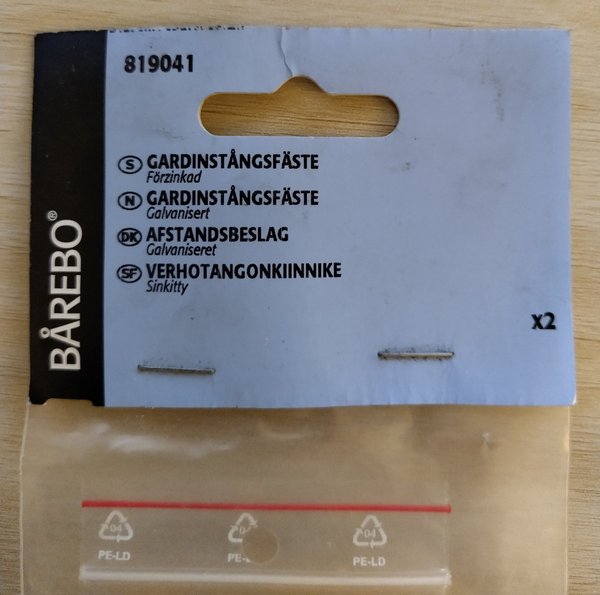 819041
S GARDINSTÅNGSFÄSTE
Förzinkad
N GARDINSTÅNGSFÄSTE
Galvanisert
DK AFSTANDSBESLAG
Galvaniseret
SF VERHOTANGONKIINNIKE
Sinkitty
BÅREBO®
x2
04 04 04
PE-LD PE-L PE-LD